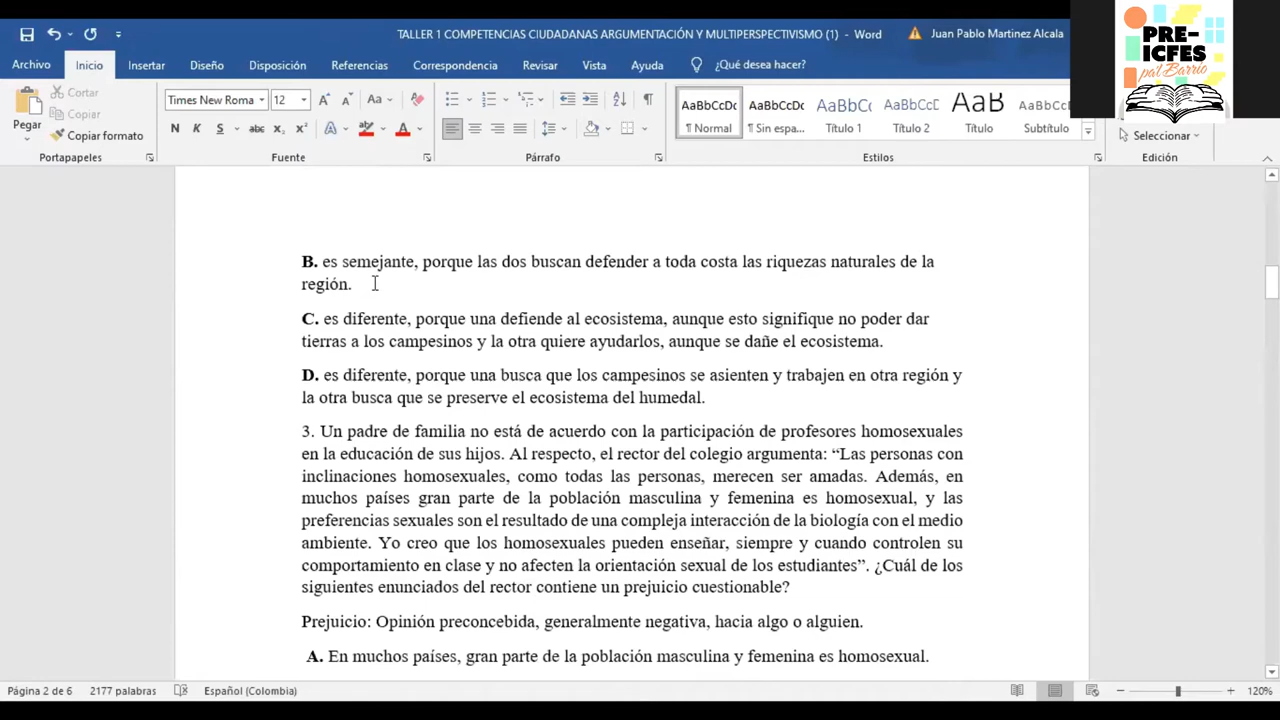 TALLER 1 COMPETENCIAS CIUDADANAS ARGUMENTACIÓN Y MULTIPERSPECTIVISMO (1) - Word
Juan Pablo Martinez Alcala
PRE-
ICFES
pa'l Barrio
Archivo Inicio Insertar Diseño Disposición Referencias Correspondencia Revisar Vista Ayuda ¿Qué desea hacer?
Cortar
Copiar
Pegar
Copiar formato
Times New Roma 12
N K S abc x₂ x²
AaBbCcDc AaBbCcDc AaBbCcD AaBbCcD AaB AaBbCcD
¶ Normal ¶ Sin espa... Título 1 Título 2 Título Subtítulo
Seleccionar
Portapapeles Fuente Párrafo Estilos Edición
B. es semejante, porque las dos buscan defender a toda costa las riquezas naturales de la
región.
C. es diferente, porque una defiende al ecosistema, aunque esto signifique no poder dar
tierras a los campesinos y la otra quiere ayudarlos, aunque se dañe el ecosistema.
D. es diferente, porque una busca que los campesinos se asienten y trabajen en otra región y
la otra busca que se preserve el ecosistema del humedal.
3. Un padre de familia no está de acuerdo con la participación de profesores homosexuales
en la educación de sus hijos. Al respecto, el rector del colegio argumenta: “Las personas con
inclinaciones homosexuales, como todas las personas, merecen ser amadas. Además, en
muchos países gran parte de la población masculina y femenina es homosexual, y las
preferencias sexuales son el resultado de una compleja interacción de la biología con el medio
ambiente. Yo creo que los homosexuales pueden enseñar, siempre y cuando controlen su
comportamiento en clase y no afecten la orientación sexual de los estudiantes”. ¿Cuál de los
siguientes enunciados del rector contiene un prejuicio cuestionable?
Prejuicio: Opinión preconcebida, generalmente negativa, hacia algo o alguien.
A. En muchos países, gran parte de la población masculina y femenina es homosexual.
Página 2 de 6 2177 palabras Español (Colombia) 120%